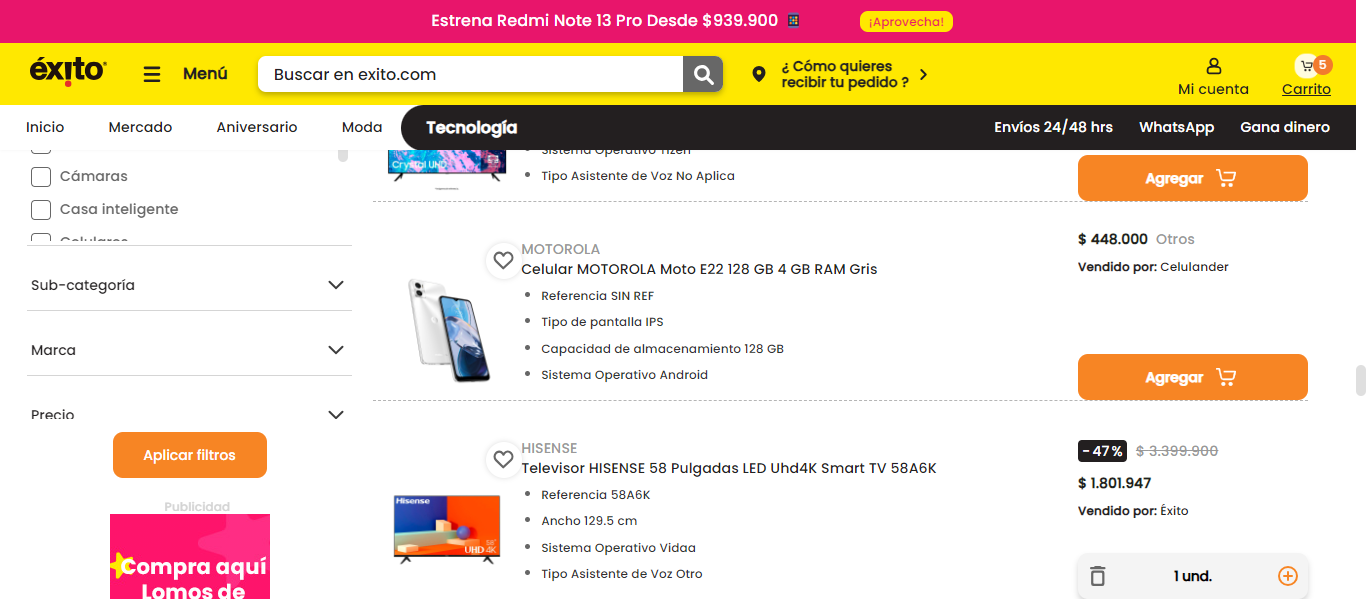 Estrena Redmi Note 13 Pro Desde $939.900
¡Aprovecha!
éxito
Menú
Buscar en exito.com
¿ Cómo quieres
recibir tu pedido ?
Mi cuenta
5
Carrito
Inicio
Mercado
Aniversario
Moda
Tecnología
Envíos 24/48 hrs
WhatsApp
Gana dinero
Cámaras
Casa inteligente
Celulares
Sub-categoría
Marca
Precio
Aplicar filtros
Publicidad
Compra aquí
Lomos de
Crystal UHD
Sistema Operativo Tizen
Tipo Asistente de Voz No Aplica
Agregar
MOTOROLA
Celular MOTOROLA Moto E22 128 GB 4 GB RAM Gris
Referencia SIN REF
Tipo de pantalla IPS
Capacidad de almacenamiento 128 GB
Sistema Operativo Android
$ 448.000 Otros
Vendido por: Celulander
Agregar
HISENSE
Televisor HISENSE 58 Pulgadas LED Uhd4K Smart TV 58A6K
Referencia 58A6K
Ancho 129.5 cm
Sistema Operativo Vidaa
Tipo Asistente de Voz Otro
Hisense
58"
UHD 4K
- 47% $ 3.399.900
$ 1.801.947
Vendido por: Éxito
1 und.